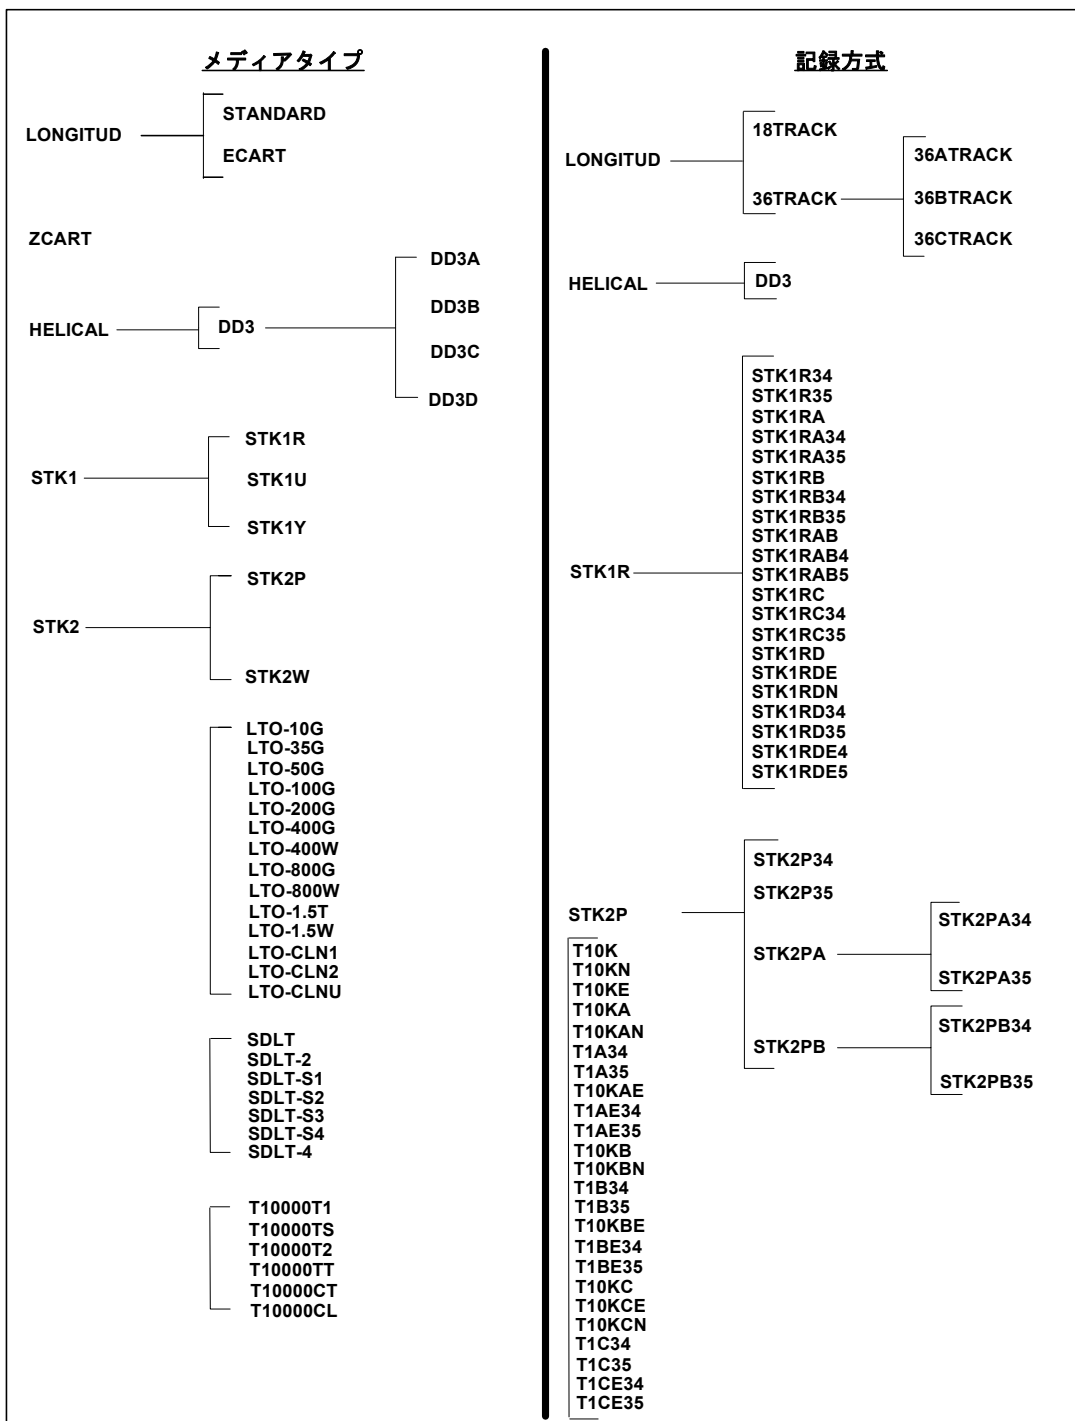 メディアタイプ
LONGITUD
STANDARD
ECART
ZCART
HELICAL
DD3
DD3A
DD3B
DD3C
DD3D
STK1
STK1R
STK1U
STK1Y
STK2
STK2P
STK2W
LTO-10G
LTO-35G
LTO-50G
LTO-100G
LTO-200G
LTO-400G
LTO-400W
LTO-800G
LTO-800W
LTO-1.5T
LTO-1.5W
LTO-CLN1
LTO-CLN2
LTO-CLNU
SDLT
SDLT-2
SDLT-S1
SDLT-S2
SDLT-S3
SDLT-S4
SDLT-4
T10000T1
T10000TS
T10000T2
T10000TT
T10000CT
T10000CL
記録方式
LONGITUD
18TRACK
36TRACK
36ATRACK
36BTRACK
36CTRACK
HELICAL
DD3
STK1R
STK1R34
STK1R35
STK1RA
STK1RA34
STK1RA35
STK1RB
STK1RB34
STK1RB35
STK1RAB
STK1RAB4
STK1RAB5
STK1RC
STK1RC34
STK1RC35
STK1RD
STK1RDE
STK1RDN
STK1RD34
STK1RD35
STK1RDE4
STK1RDE5
STK2P
STK2P34
STK2P35
STK2PA
STK2PA34
STK2PA35
STK2PB
STK2PB34
STK2PB35
T10K
T10KN
T10KE
T10KA
T10KAN
T1A34
T1A35
T10KAE
T1AE34
T1AE35
T10KB
T10KBN
T1B34
T1B35
T10KBE
T1BE34
T1BE35
T10KC
T10KCE
T10KCN
T1C34
T1C35
T1CE34
T1CE35